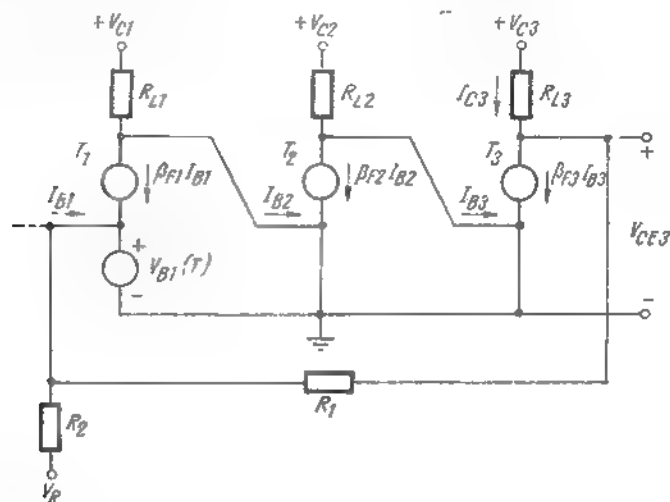 +V_C1 +V_C2 +V_C3
R_L1 R_L2 I_C3 R_L3
T_1 β_F1 I_B1 T_2 β_F2 I_B2 T_3 β_F3 I_B3 +
I_B1 I_B2 I_B3
+
V_B1(T) V_CE3
- -
R_1
R_2
V_R